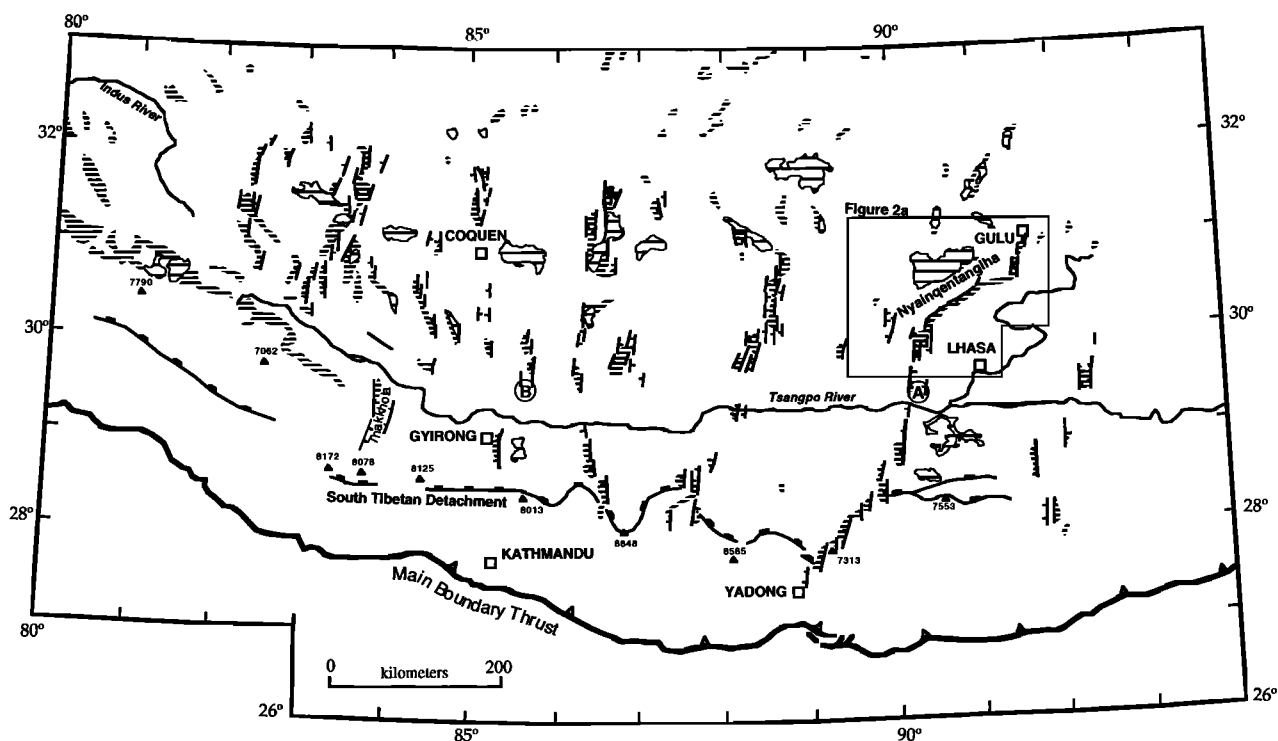 80°
85°
90°
Indus River
32°
32°
Figure 2a
GULU
COQUEN
Nyainqentanglha
7790
30°
30°
7062
LHASA
B
A
Thakkhola
Tsangpo River
GYIRONG
8172
8078
8125
South Tibetan Detachment
8013
7553
28°
28°
8848
8585
7313
KATHMANDU
YADONG
Main Boundary Thrust
80°
0
200
kilometers
26°
26°
85°
90°